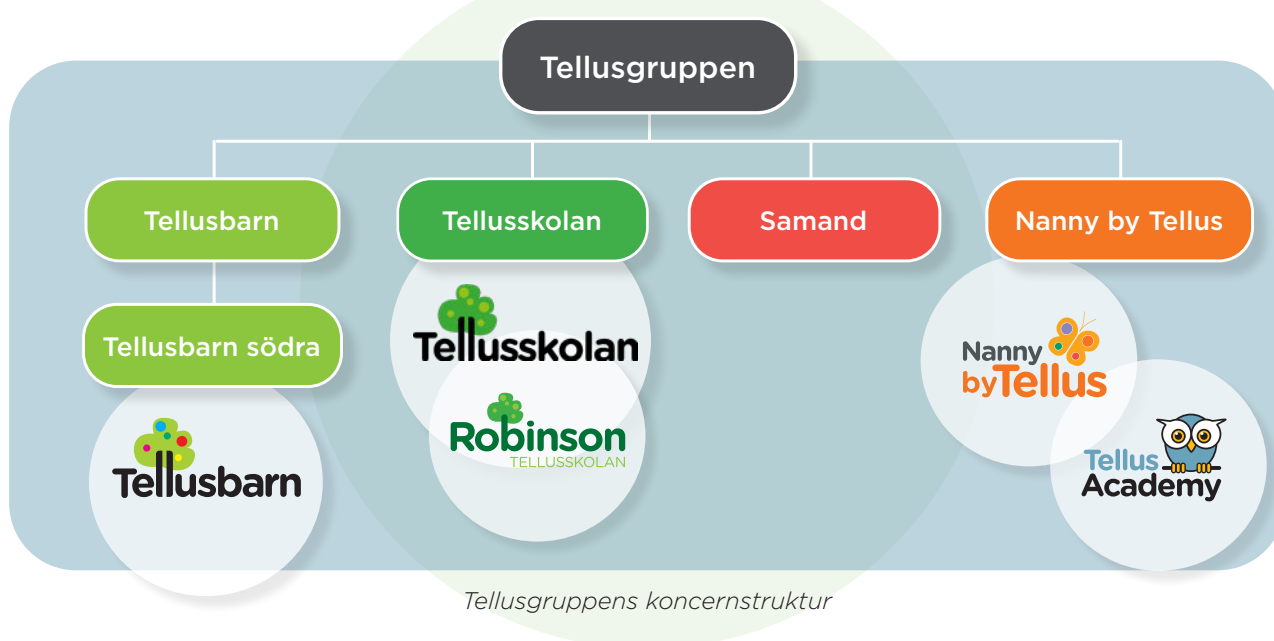 Tellusgruppen
Tellusbarn
Tellusskolan
Samand
Nanny by Tellus
Tellusbarn södra
Tellusskolan
Nanny
byTellus
Robinson
TELLUSSKOLAN
Tellusbarn
Tellus
Academy
Tellusgruppens koncernstruktur